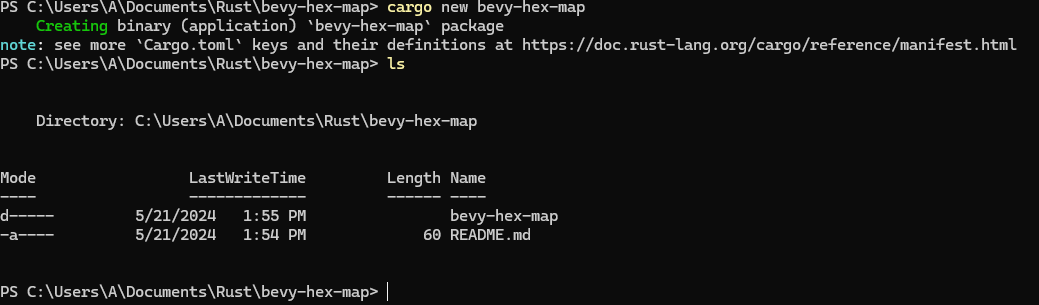 PS C:\Users\A\Documents\Rust\bevy-hex-map> cargo new bevy-hex-map
    Creating binary (application) `bevy-hex-map` package
note: see more `Cargo.toml` keys and their definitions at https://doc.rust-lang.org/cargo/reference/manifest.html
PS C:\Users\A\Documents\Rust\bevy-hex-map> ls
    Directory: C:\Users\A\Documents\Rust\bevy-hex-map
Mode                 LastWriteTime         Length Name
----                 -------------         ------ ----
d-----         5/21/2024   1:55 PM                bevy-hex-map
-a----         5/21/2024   1:54 PM             60 README.md
PS C:\Users\A\Documents\Rust\bevy-hex-map>